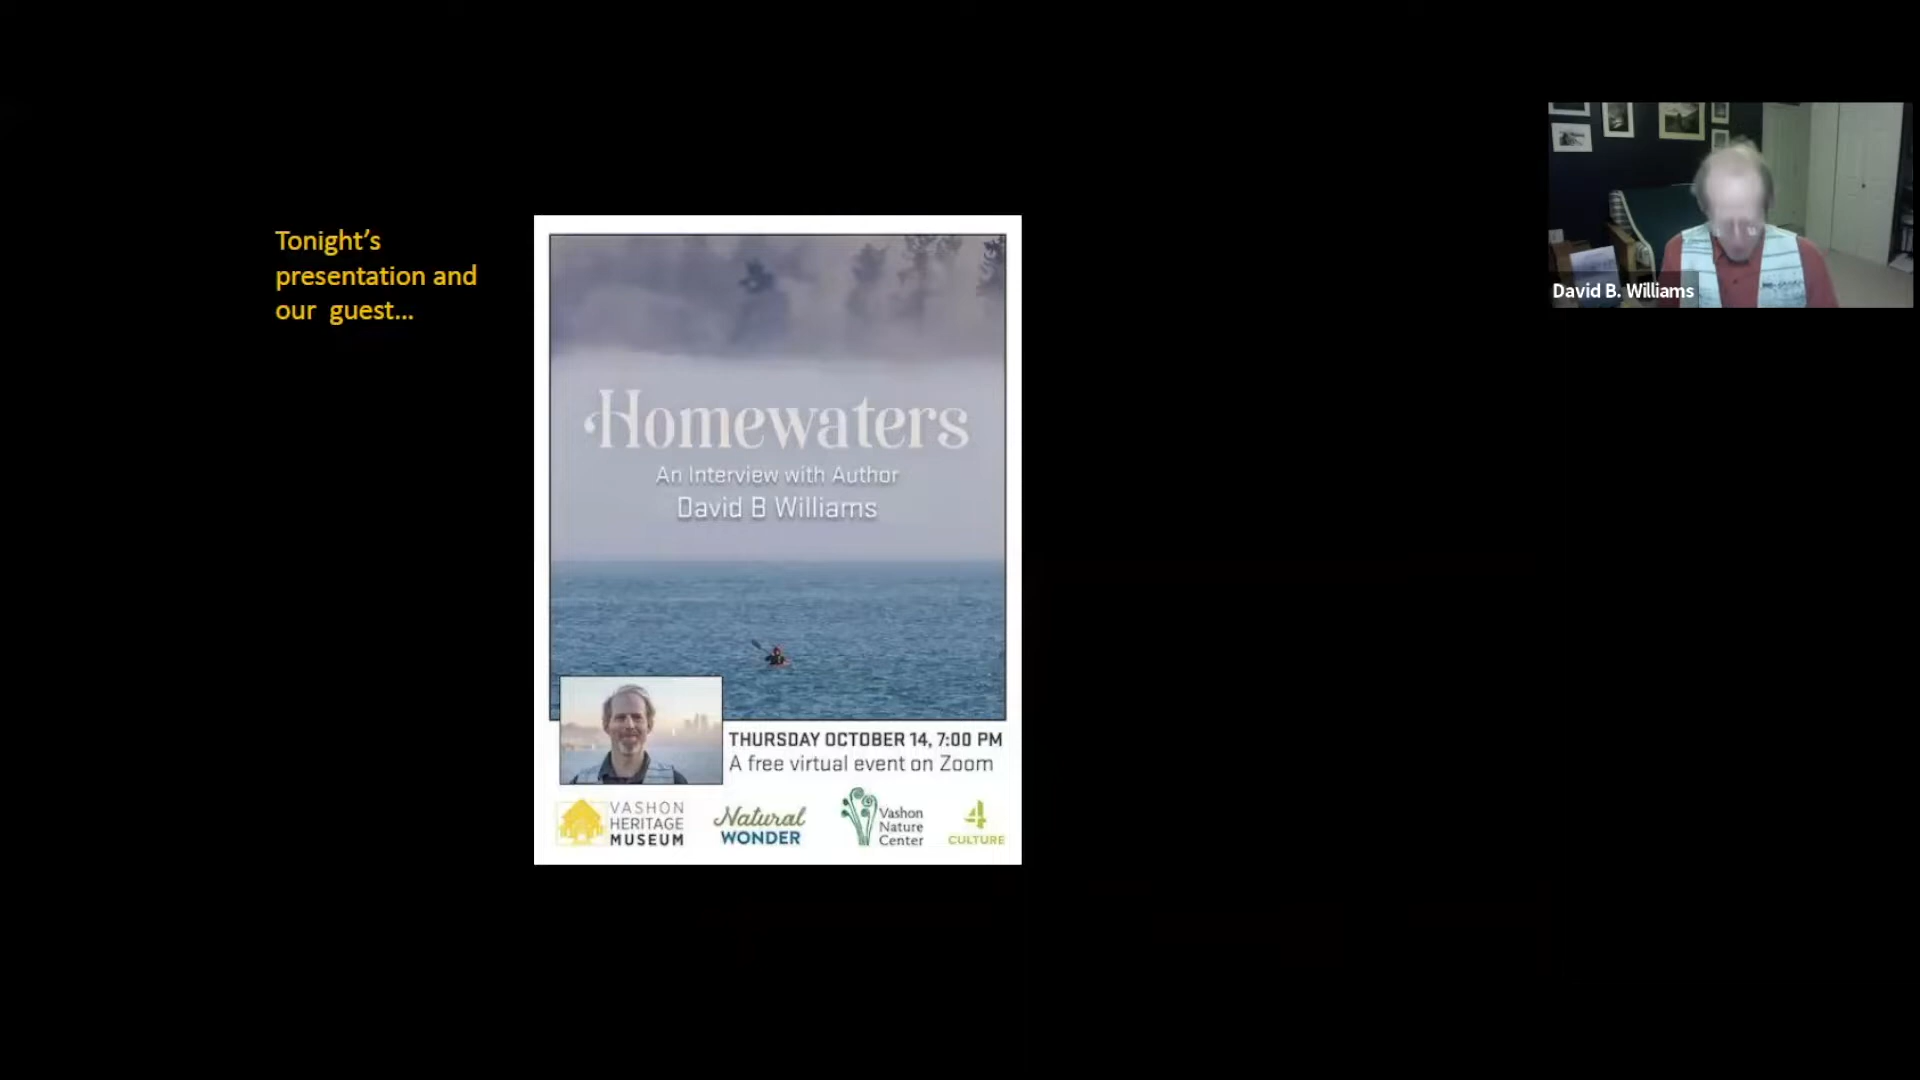 Tonight’s
presentation and
our guest...
Homewaters
An Interview with Author
David B Williams
THURSDAY OCTOBER 14, 7:00 PM
A free virtual event on Zoom
VASHON
HERITAGE
MUSEUM
Natural
WONDER
Vashon
Nature
Center
4
CULTURE
David B. Williams